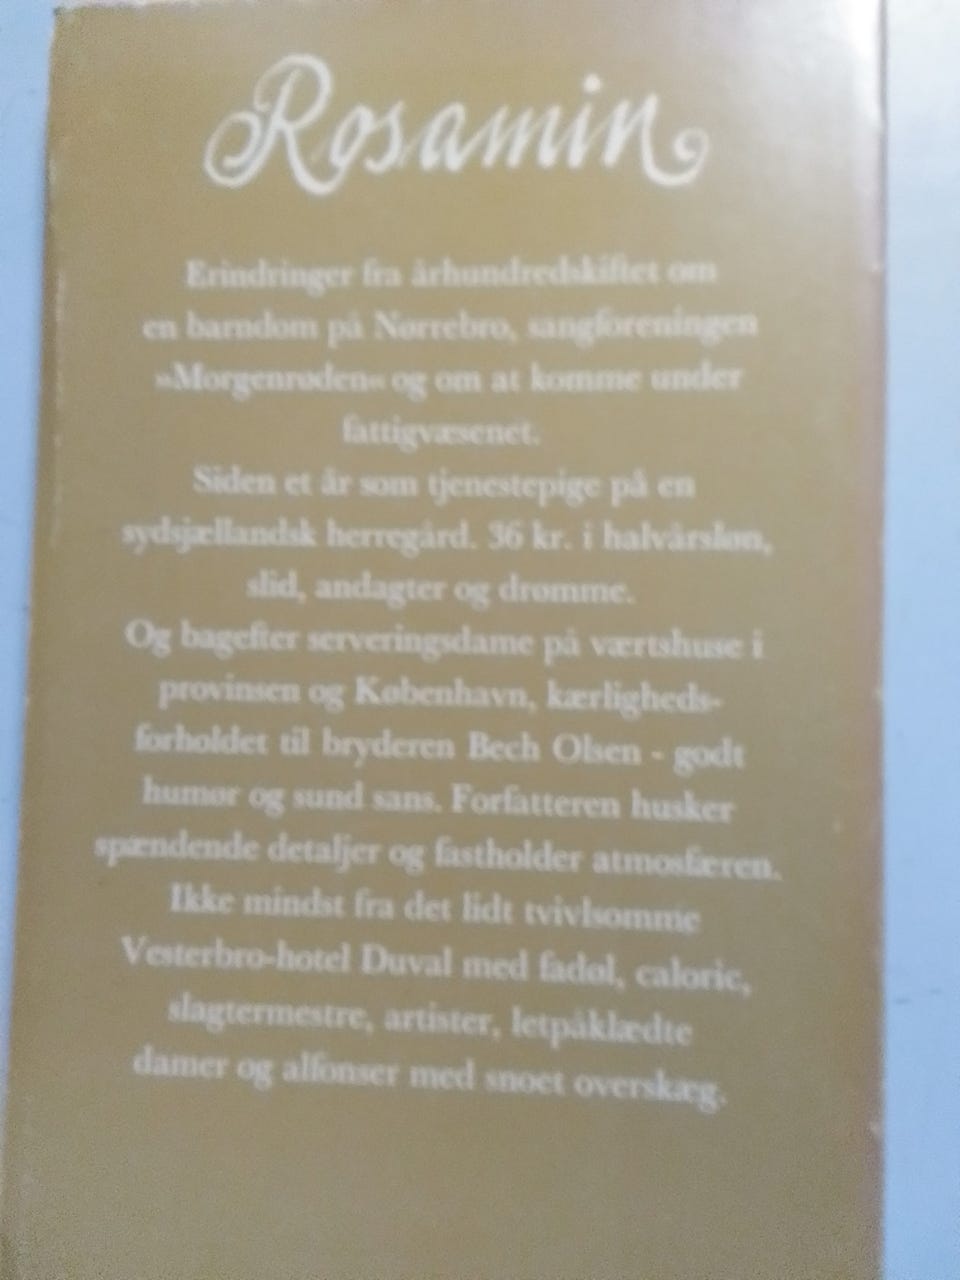 Rosamin
Erindringer fra århundredskiftet om
en barndom på Nørrebro, sangforeningen
»Morgenrøden« og om at komme under
fattigvæsenet.
Siden et år som tjenestepige på en
sydsjællandsk herregård. 36 kr. i halvårsløn,
slid, andagter og drømme.
Og bagefter serveringsdame på værtshuse i
provinsen og København, kærligheds-
forholdet til bryderen Bech Olsen - godt
humør og sund sans. Forfatteren husker
spændende detaljer og fastholder atmosfæren.
Ikke mindst fra det lidt tvivlsomme
Vesterbro-hotel Duval med fadøl, caloric,
slagtermestre, artister, letpåklædte
damer og alfonser med snoet overskæg.